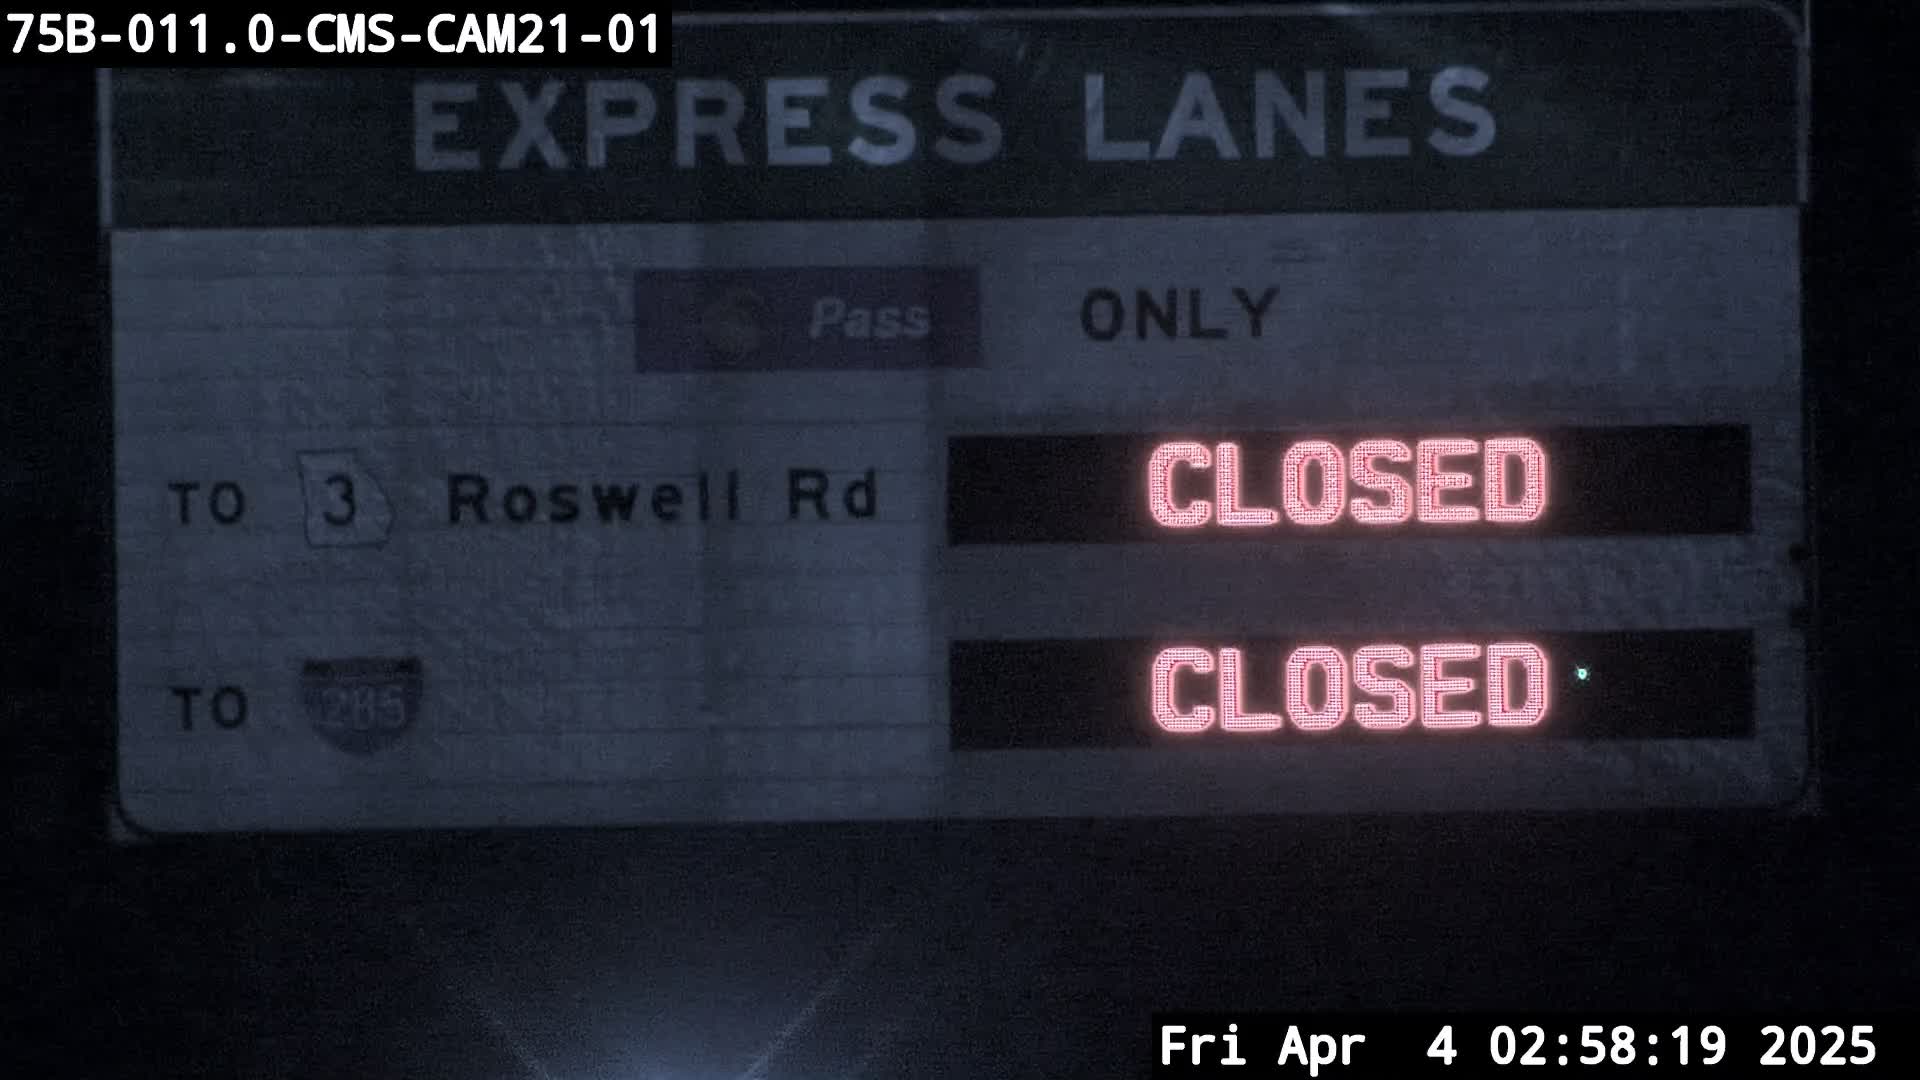 75B-011.0-CMS-CAM21-01
EXPRESS LANES
Pass ONLY
TO 3 Roswell Rd CLOSED
TO 285 CLOSED
Fri Apr 4 02:58:19 2025